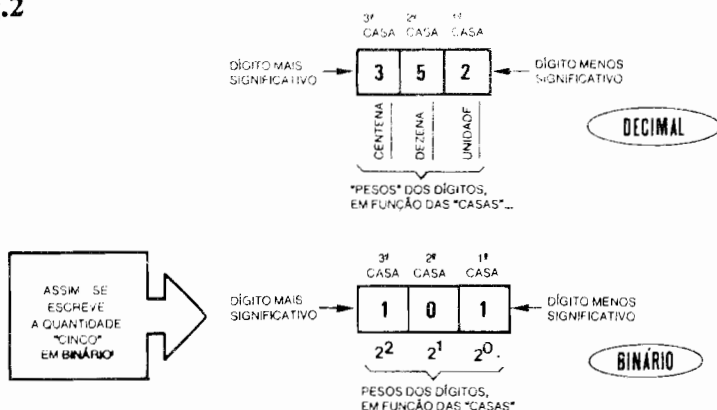 .2
3ª 2ª 1ª
CASA CASA CASA
DÍGITO MAIS
SIGNIFICATIVO
3 5 2
DÍGITO MENOS
SIGNIFICATIVO
CENTENA
DEZENA
UNIDADE
DECIMAL
"PESOS" DOS DÍGITOS,
EM FUNÇÃO DAS "CASAS"...
ASSIM SE
ESCREVE
A QUANTIDADE
"CINCO"
EM BINÁRIO!
3ª 2ª 1ª
CASA CASA CASA
DÍGITO MAIS
SIGNIFICATIVO
1 0 1
DÍGITO MENOS
SIGNIFICATIVO
2² 2¹ 2⁰.
BINÁRIO
PESOS DOS DÍGITOS,
EM FUNÇÃO DAS "CASAS"